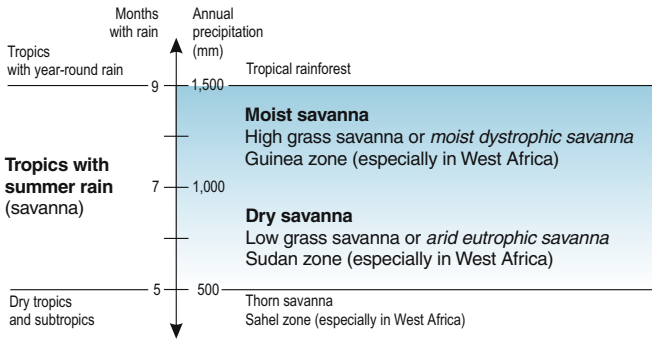 Months
with rain
Annual
precipitation
(mm)
Tropics
with year-round rain
Tropical rainforest
9
1,500
Moist savanna
High grass savanna or moist dystrophic savanna
Guinea zone (especially in West Africa)
Tropics with
summer rain
(savanna)
7
1,000
Dry savanna
Low grass savanna or arid eutrophic savanna
Sudan zone (especially in West Africa)
5
500
Dry tropics
and subtropics
Thorn savanna
Sahel zone (especially in West Africa)